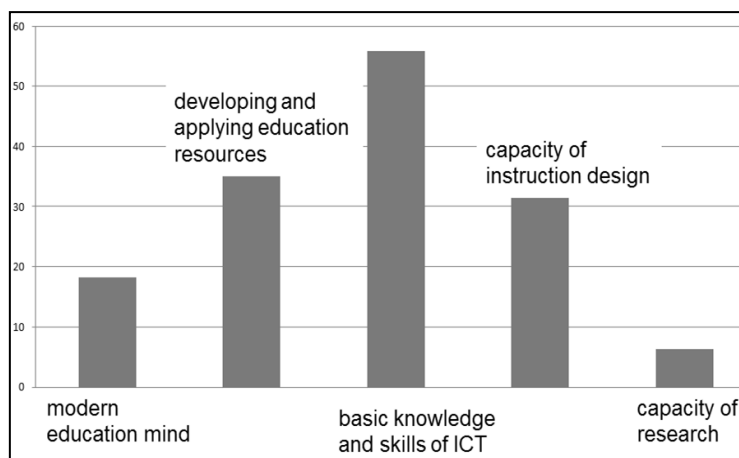 60
50
40
30
20
10
0
developing and
applying education
resources
capacity of
instruction design
modern
education mind
basic knowledge
and skills of ICT
capacity of
research